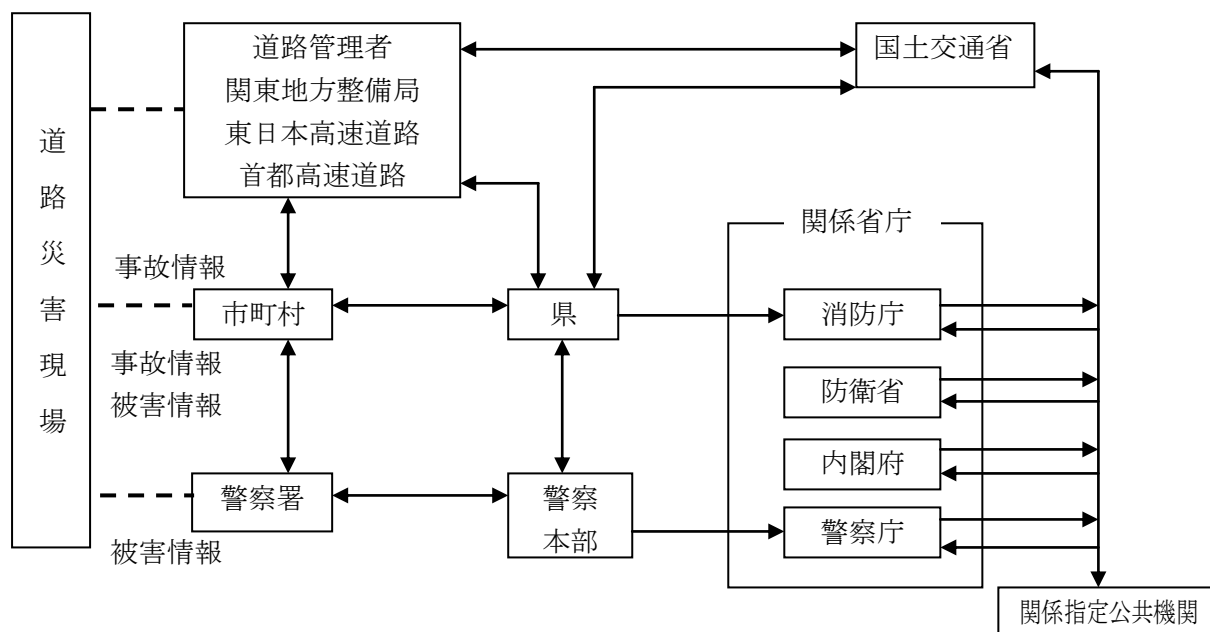 道路災害現場
道路管理者
関東地方整備局
東日本高速道路
首都高速道路
国土交通省
関係省庁
事故情報
市町村
県
消防庁
事故情報
被害情報
防衛省
内閣府
警察署
警察
本部
警察庁
被害情報
関係指定公共機関